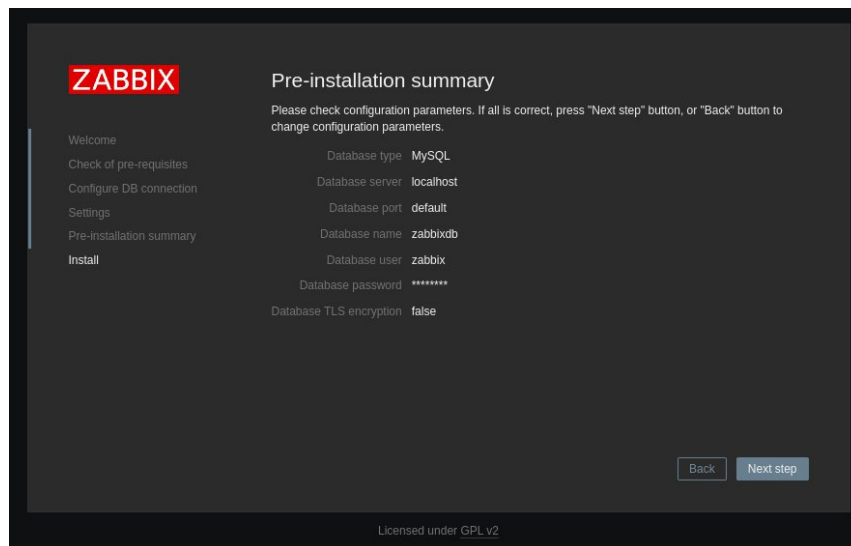 ZABBIX
Welcome
Check of pre-requisites
Configure DB connection
Settings
Pre-installation summary
Install
Pre-installation summary
Please check configuration parameters. If all is correct, press "Next step" button, or "Back" button to
change configuration parameters.
Database type MySQL
Database server localhost
Database port default
Database name zabbixdb
Database user zabbix
Database password ********
Database TLS encryption false
Back Next step
Licensed under GPL v2